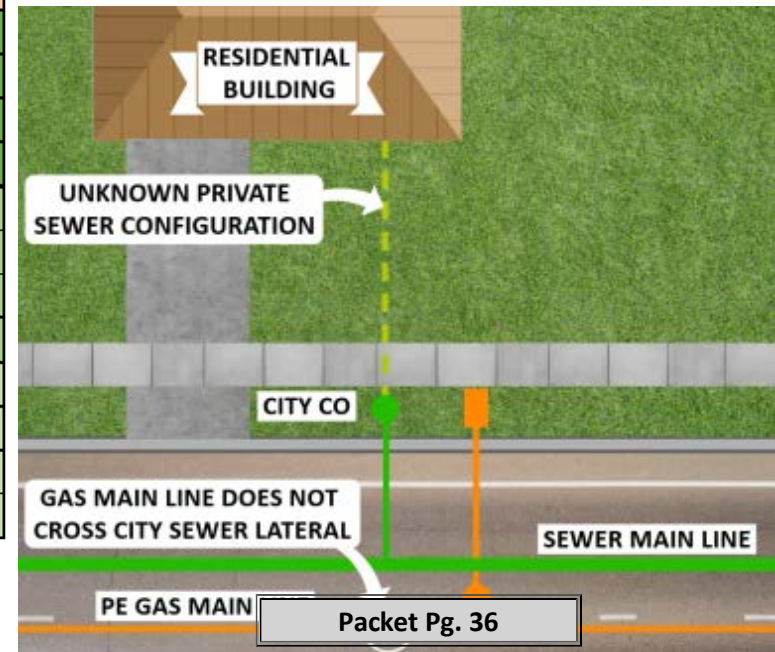 RESIDENTIAL
BUILDING
UNKNOWN PRIVATE
SEWER CONFIGURATION
CITY CO
GAS MAIN LINE DOES NOT
CROSS CITY SEWER LATERAL
SEWER MAIN LINE
PE GAS MAIN
Packet Pg. 36